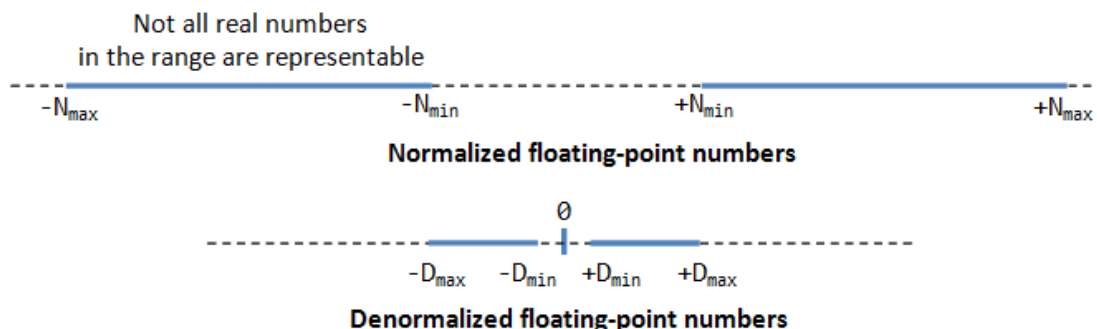 Not all real numbers
in the range are representable
-Nmax -Nmin +Nmin +Nmax
Normalized floating-point numbers
0
-Dmax -Dmin +Dmin +Dmax
Denormalized floating-point numbers